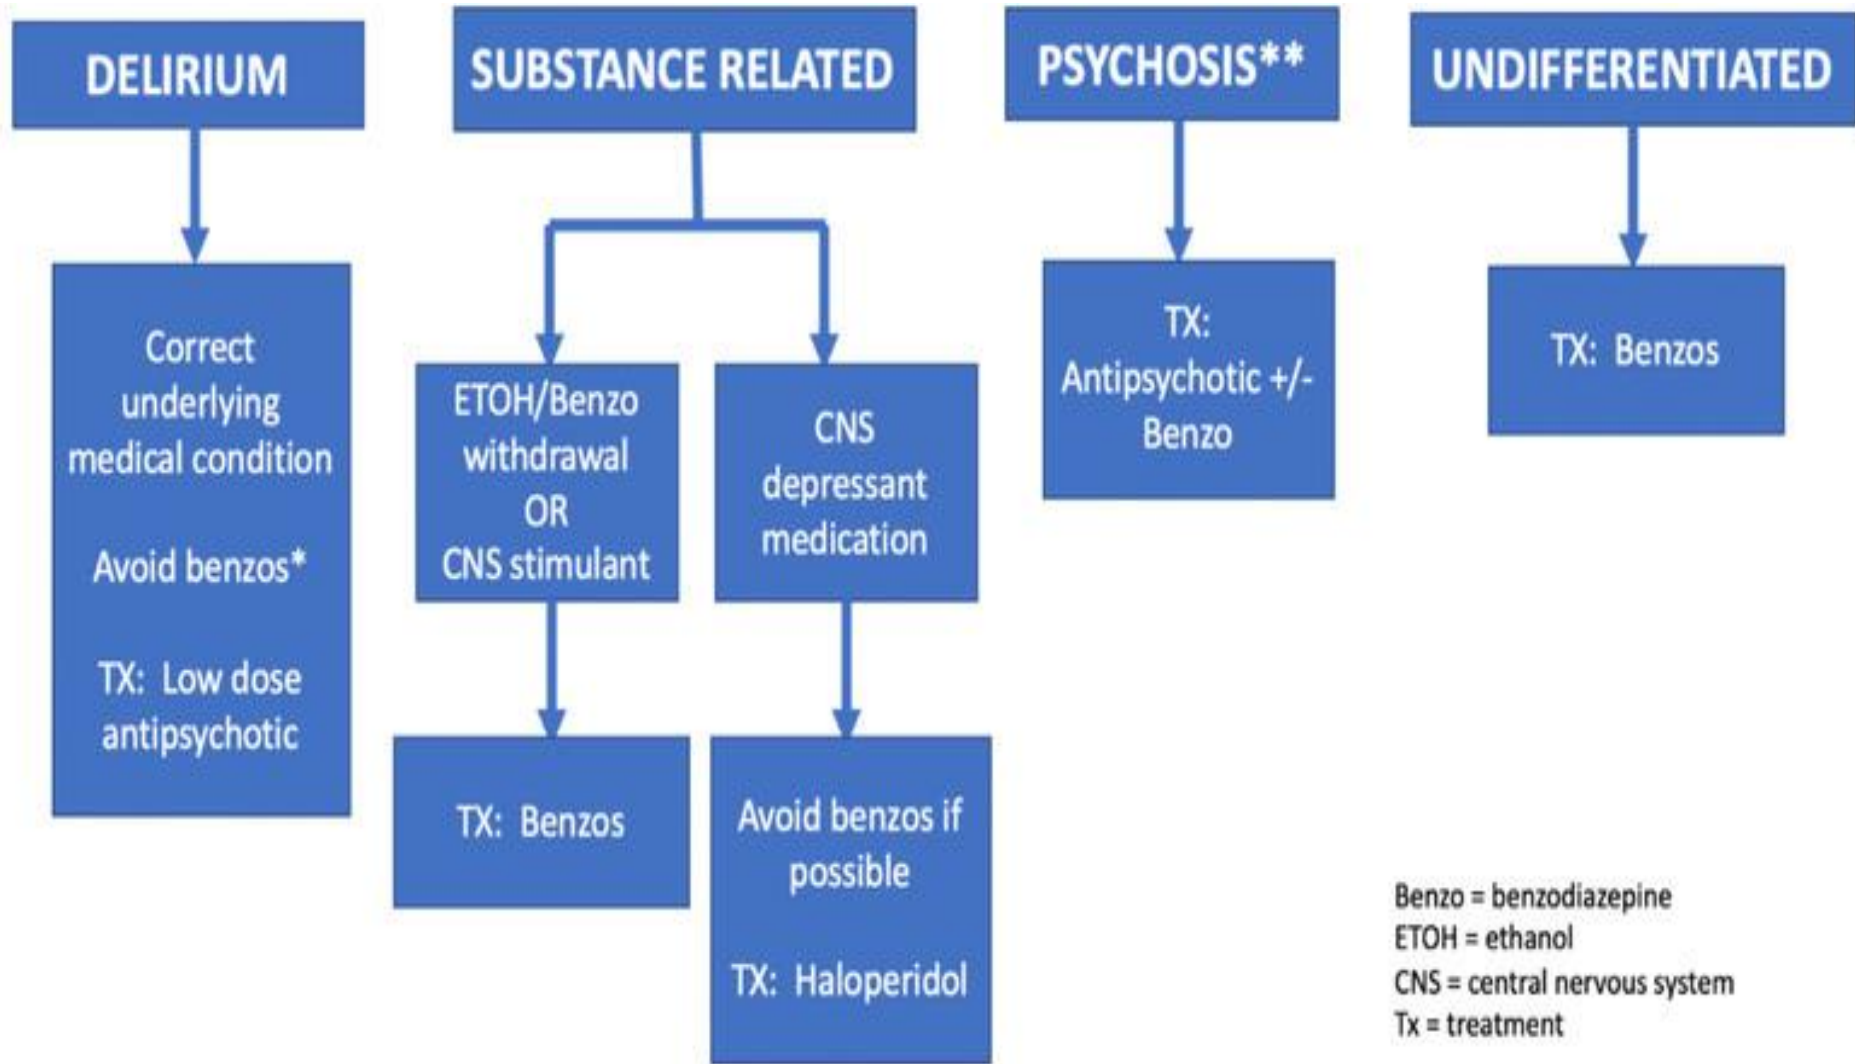 DELIRIUM
Correct
underlying
medical condition
Avoid benzos*
TX: Low dose
antipsychotic
SUBSTANCE RELATED
ETOH/Benzo
withdrawal
OR
CNS stimulant
TX: Benzos
CNS
depressant
medication
Avoid benzos if
possible
TX: Haloperidol
PSYCHOSIS**
TX:
Antipsychotic +/-
Benzo
UNDIFFERENTIATED
TX: Benzos
Benzo = benzodiazepine
ETOH = ethanol
CNS = central nervous system
Tx = treatment